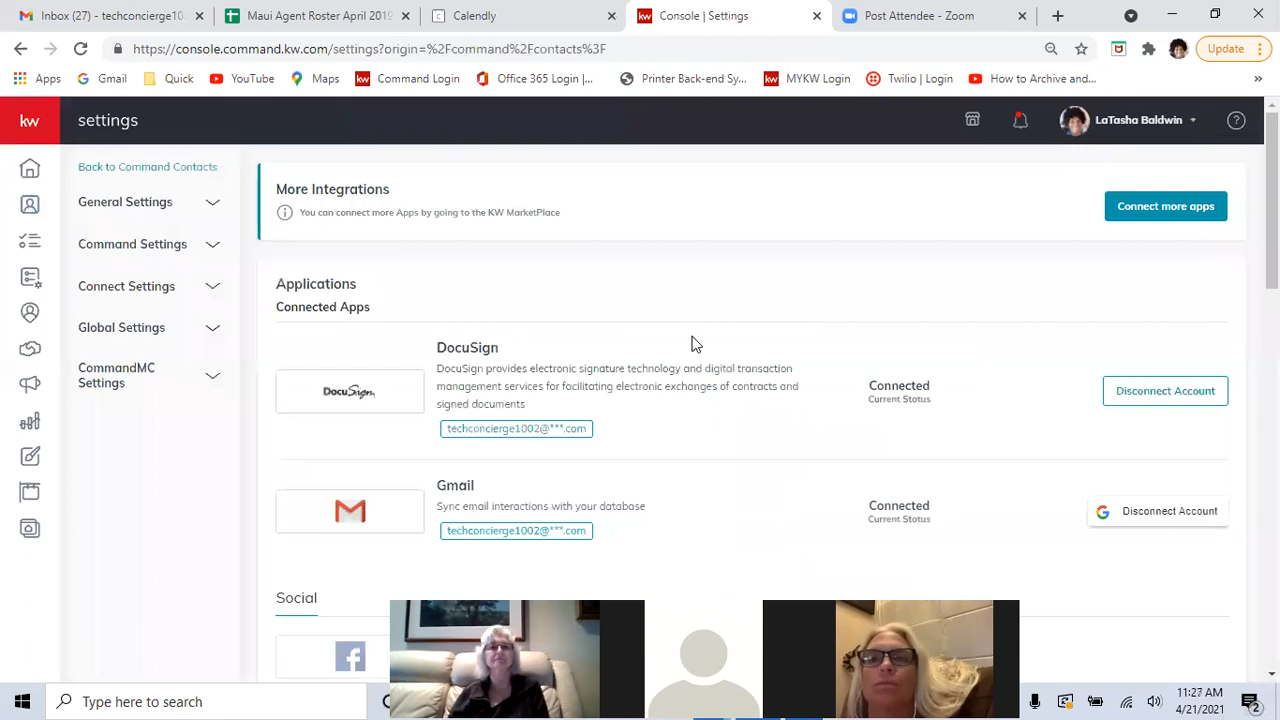 (27) - techconcierge10
Maui Agent Roster April 2018
Calendly
Console | Settings
Post Attendee - Zoom
https://console.command.kw.com/settings?origin=%2Fcommand%2Fcontacts%3F
Update
Apps
Gmail
Quick
YouTube
Maps
Command Login
Office 365 Login |...
Printer Back-end Sy...
MYKW Login
Twilio | Login
How to Archive and...
kw
settings
LaTasha Baldwin
Back to Command Contacts
General Settings
Command Settings
Connect Settings
Global Settings
CommandMC
Settings
More Integrations
You can connect more Apps by going to the KW MarketPlace
Connect more apps
Applications
Connected Apps
DocuSign
DocuSign
DocuSign provides electronic signature technology and digital transaction
management services for facilitating electronic exchanges of contracts and
signed documents
techconcierge1002@***.com
Connected
Current Status
Disconnect Account
Gmail
Sync email interactions with your database
techconcierge1002@***.com
Connected
Current Status
Disconnect Account
Social
Type here to search
11:27 AM
4/21/2021
2